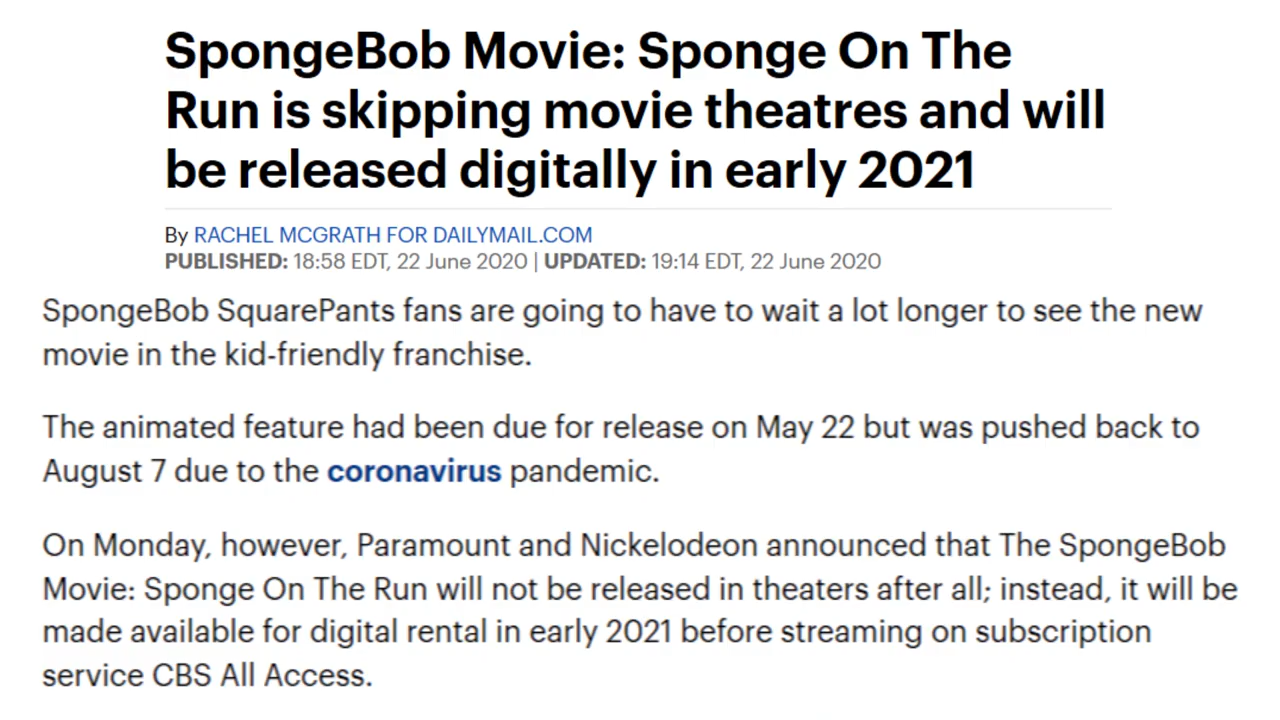 SpongeBob Movie: Sponge On The
Run is skipping movie theatres and will
be released digitally in early 2021
By RACHEL MCGRATH FOR DAILYMAIL.COM
PUBLISHED: 18:58 EDT, 22 June 2020 | UPDATED: 19:14 EDT, 22 June 2020
SpongeBob SquarePants fans are going to have to wait a lot longer to see the new
movie in the kid-friendly franchise.
The animated feature had been due for release on May 22 but was pushed back to
August 7 due to the coronavirus pandemic.
On Monday, however, Paramount and Nickelodeon announced that The SpongeBob
Movie: Sponge On The Run will not be released in theaters after all; instead, it will be
made available for digital rental in early 2021 before streaming on subscription
service CBS All Access.